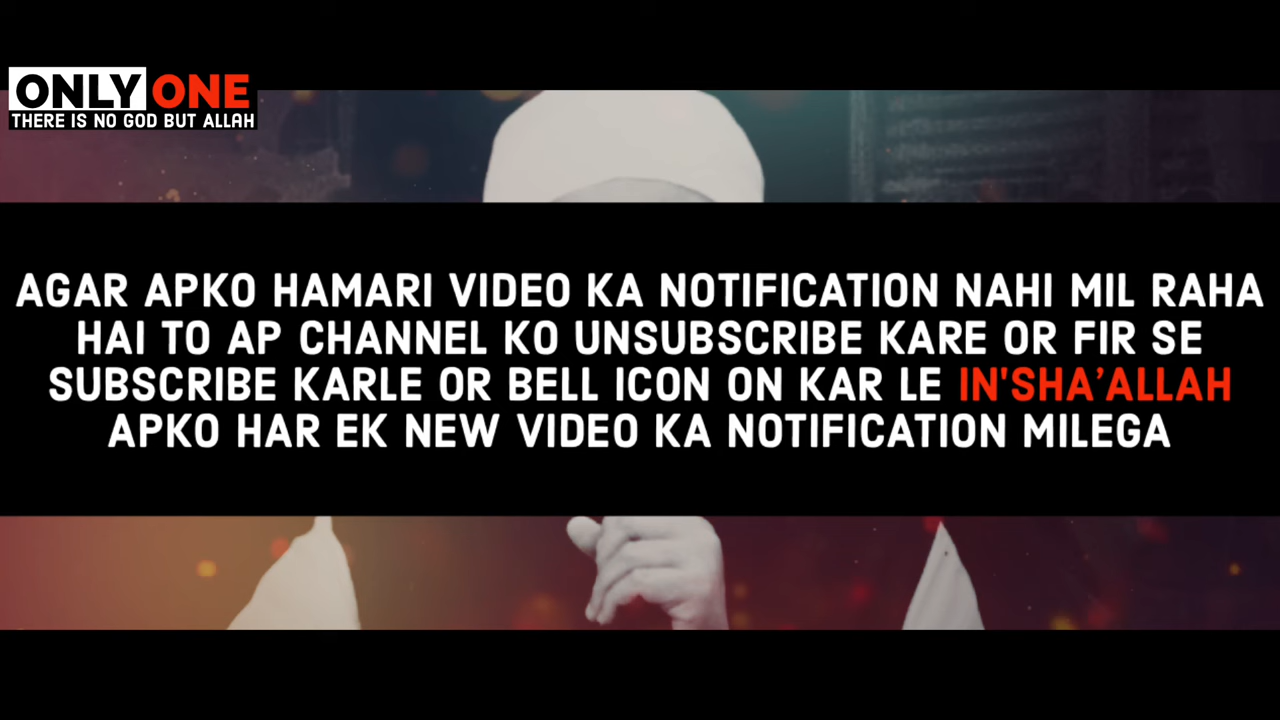 ONLY ONE
THERE IS NO GOD BUT ALLAH
AGAR APKO HAMARI VIDEO KA NOTIFICATION NAHI MIL RAHA
HAI TO AP CHANNEL KO UNSUBSCRIBE KARE OR FIR SE
SUBSCRIBE KARLE OR BELL ICON ON KAR LE IN'SHA’ALLAH
APKO HAR EK NEW VIDEO KA NOTIFICATION MILEGA